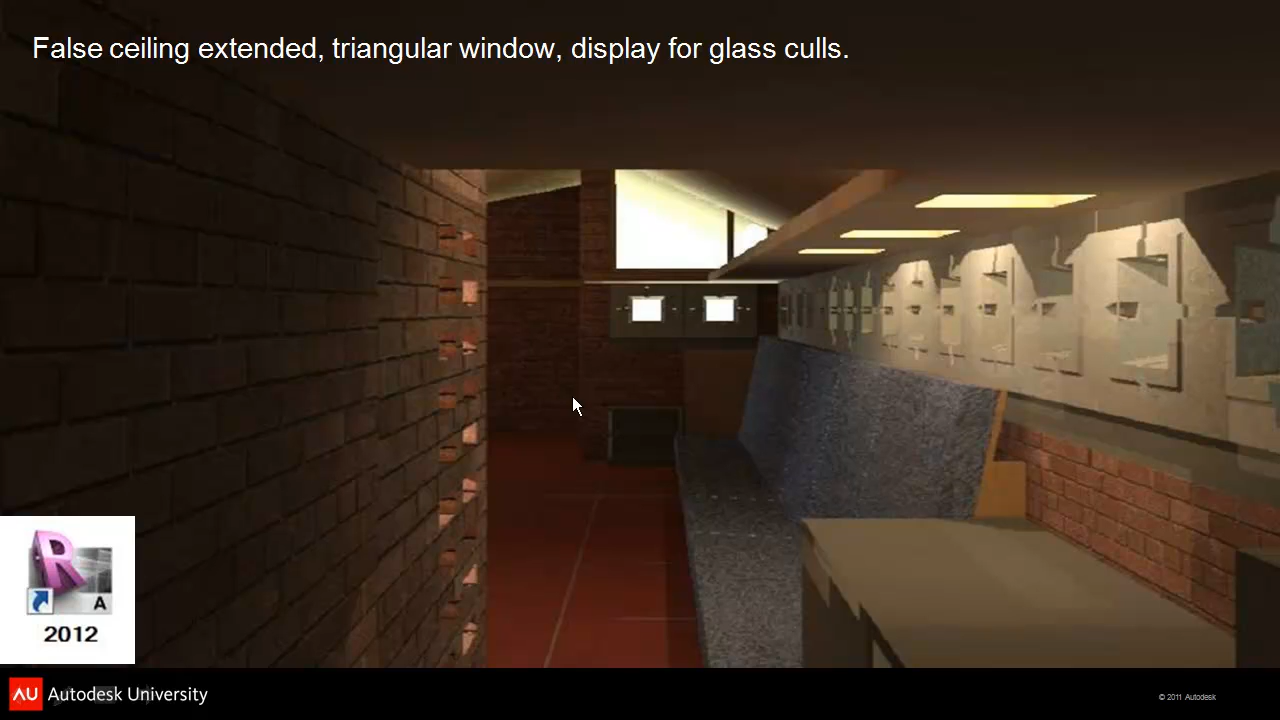 False ceiling extended, triangular window, display for glass culls.
R
A
2012
AU Autodesk University
© 2011 Autodesk